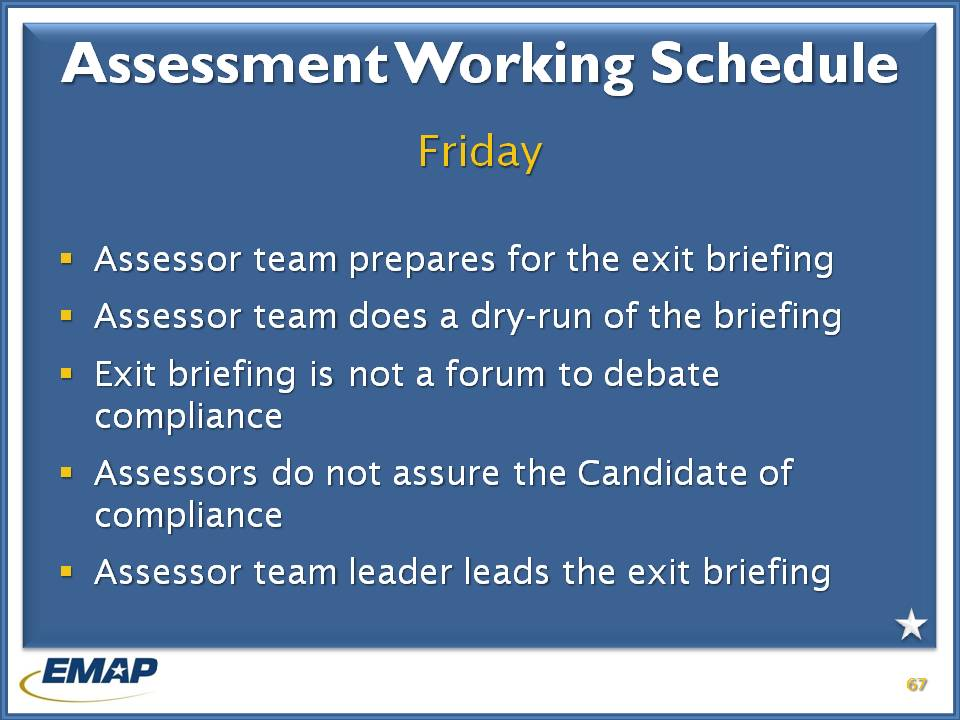 Assessment Working Schedule
Friday
▪ Assessor team prepares for the exit briefing
▪ Assessor team does a dry-run of the briefing
▪ Exit briefing is not a forum to debate
compliance
▪ Assessors do not assure the Candidate of
compliance
▪ Assessor team leader leads the exit briefing
EMAP
67